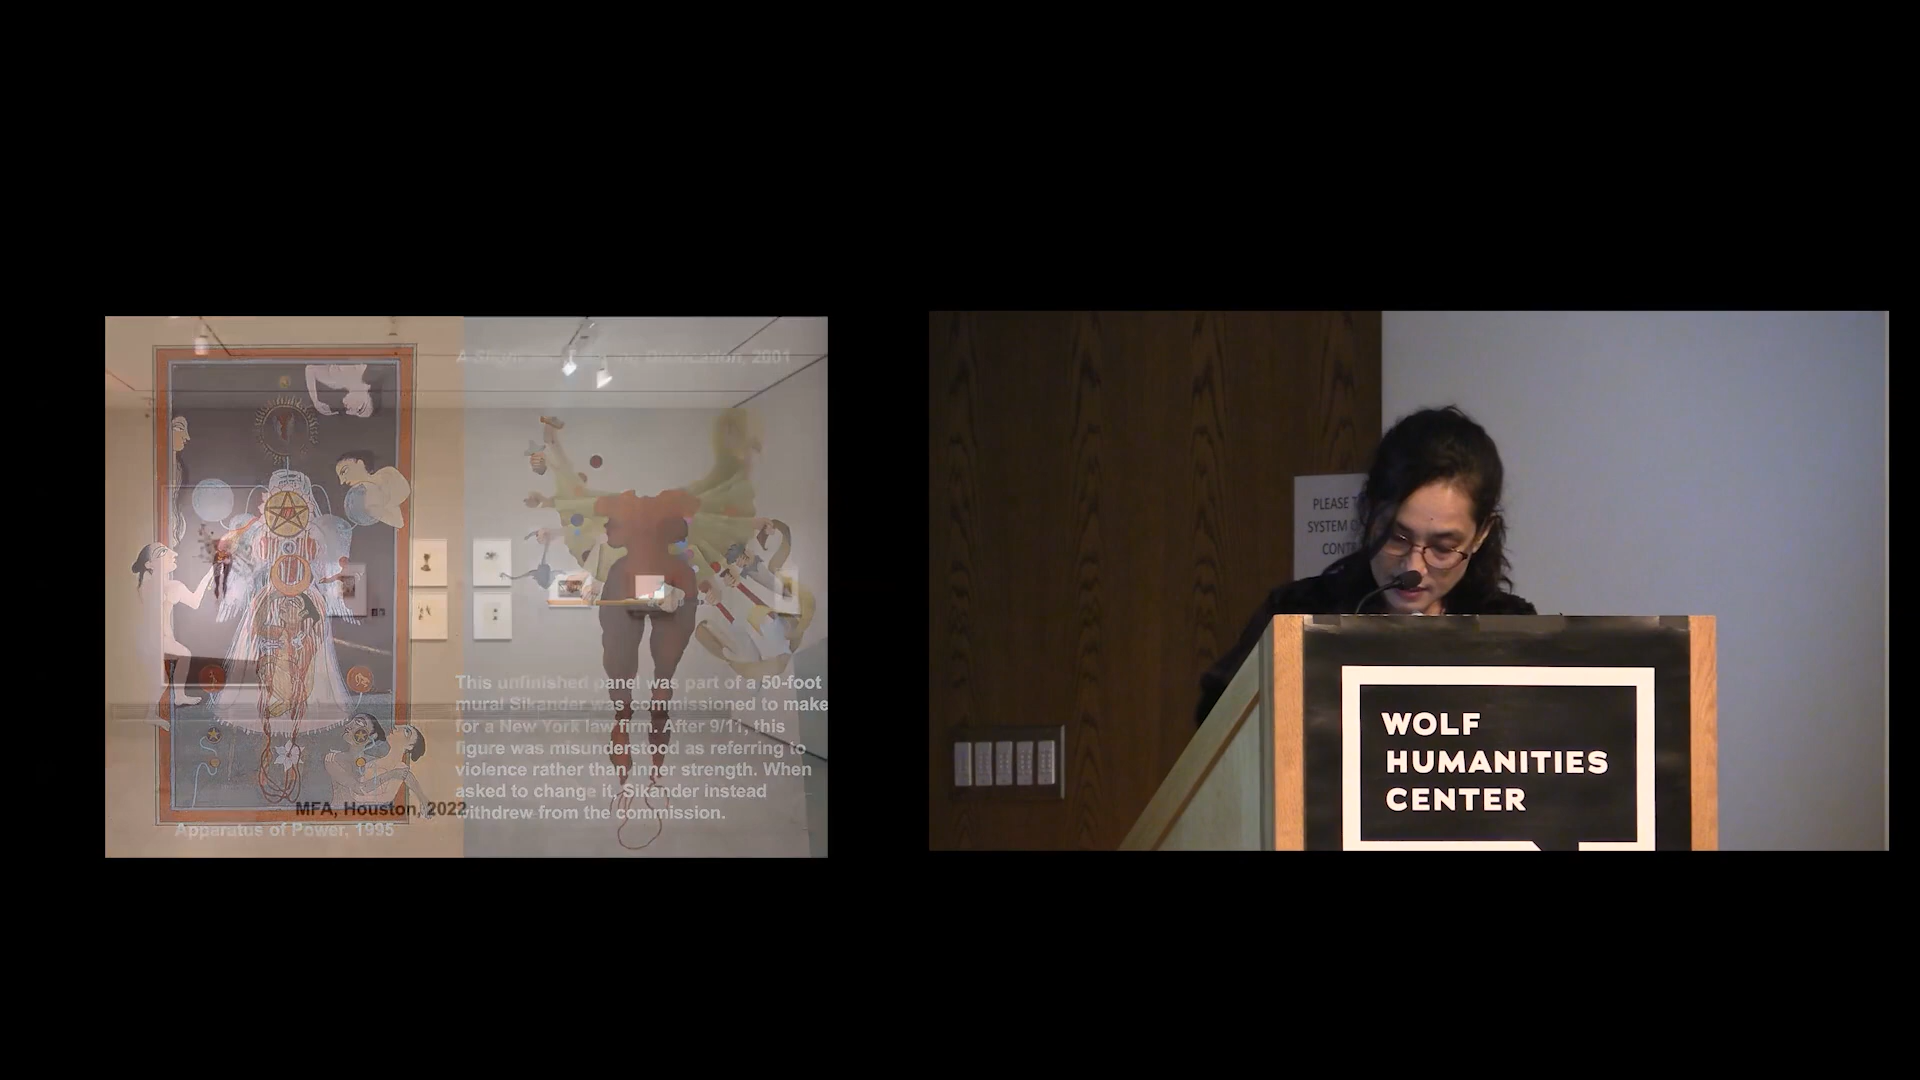 A Slight Dislocation, 2001
This unfinished panel was part of a 50-foot
mural Sikander was commissioned to make
for a New York law firm. After 9/11, this
figure was misunderstood as referring to
violence rather than inner strength. When
asked to change it, Sikander instead
withdrew from the commission.
MFA, Houston, 2022
Apparatus of Power, 1995
PLEASE
SYSTEM
WOLF
HUMANITIES
CENTER